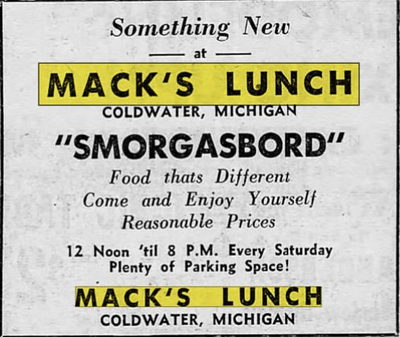 Something New
at
MACK'S LUNCH
COLDWATER, MICHIGAN
"SMORGASBORD"
Food thats Different
Come and Enjoy Yourself
Reasonable Prices
12 Noon 'til 8 P.M. Every Saturday
Plenty of Parking Space!
MACK'S LUNCH
COLDWATER, MICHIGAN